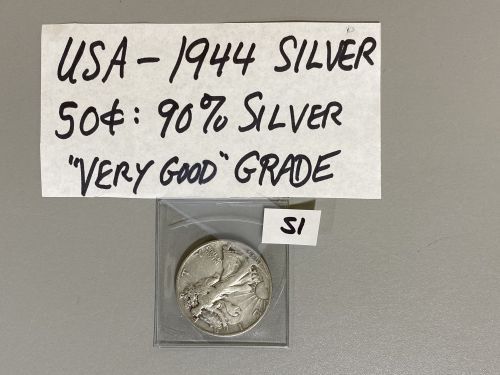 USA - 1944 SILVER
50¢: 90% SILVER
"VERY GOOD" GRADE
51